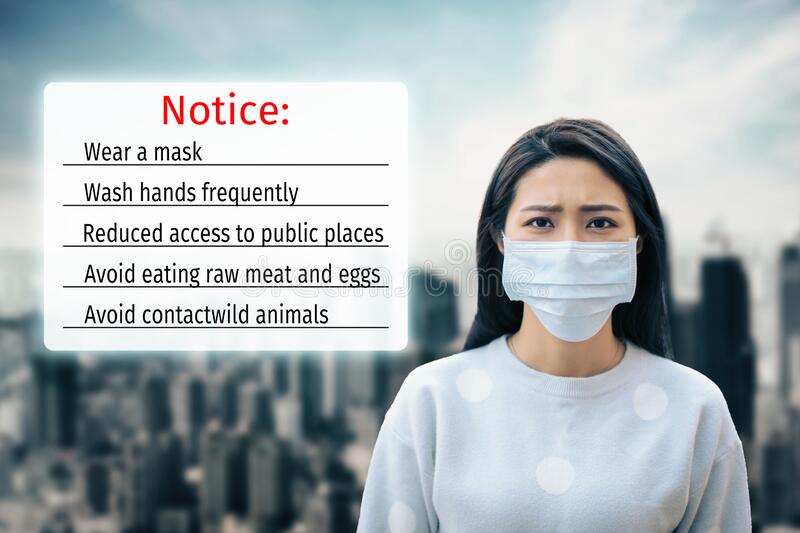 Notice:
Wear a mask
Wash hands frequently
Reduced access to public places
Avoid eating raw meat and eggs
Avoid contactwild animals